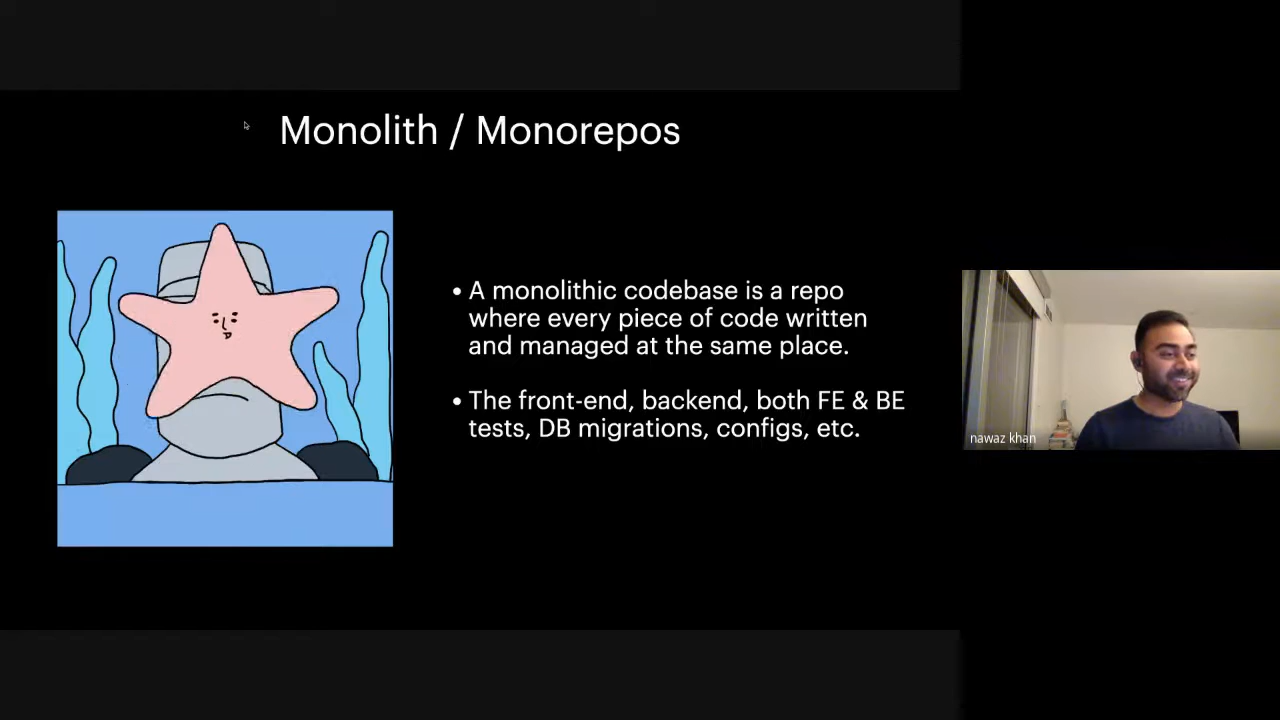 Monolith / Monorepos
• A monolithic codebase is a repo
where every piece of code written
and managed at the same place.
• The front-end, backend, both FE & BE
tests, DB migrations, configs, etc.
nawaz khan